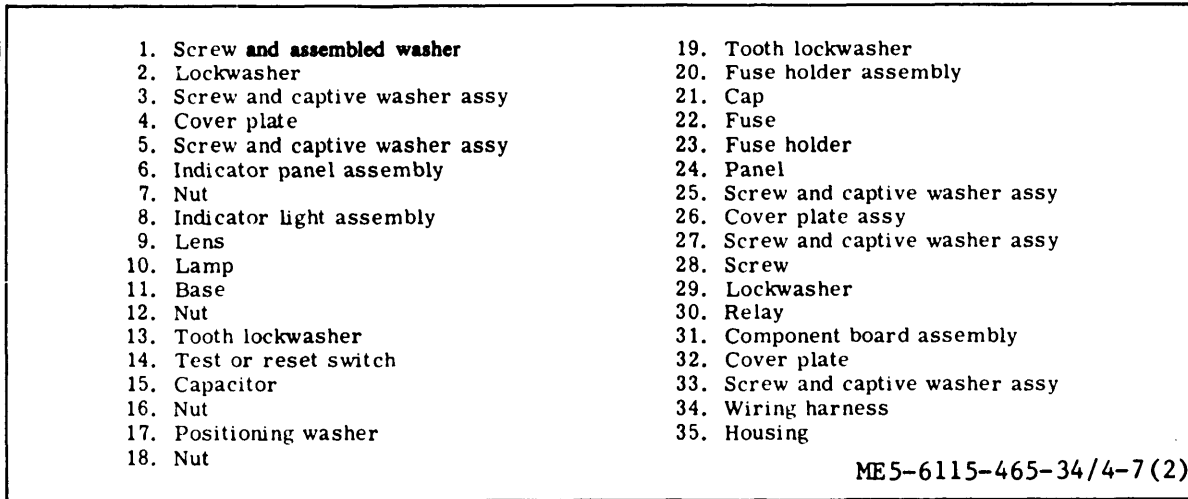 1. Screw and assembled washer
2. Lockwasher
3. Screw and captive washer assy
4. Cover plate
5. Screw and captive washer assy
6. Indicator panel assembly
7. Nut
8. Indicator light assembly
9. Lens
10. Lamp
11. Base
12. Nut
13. Tooth lockwasher
14. Test or reset switch
15. Capacitor
16. Nut
17. Positioning washer
18. Nut
19. Tooth lockwasher
20. Fuse holder assembly
21. Cap
22. Fuse
23. Fuse holder
24. Panel
25. Screw and captive washer assy
26. Cover plate assy
27. Screw and captive washer assy
28. Screw
29. Lockwasher
30. Relay
31. Component board assembly
32. Cover plate
33. Screw and captive washer assy
34. Wiring harness
35. Housing
ME5-6115-465-34/4-7(2)